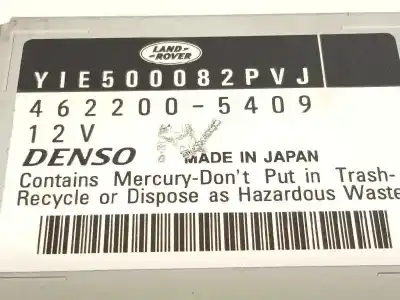 LAND-
ROVER
YIE500082PVJ
462200-5409
12V
DENSO MADE IN JAPAN
Contains Mercury-Don't Put in Trash-
Recycle or Dispose as Hazardous Waste